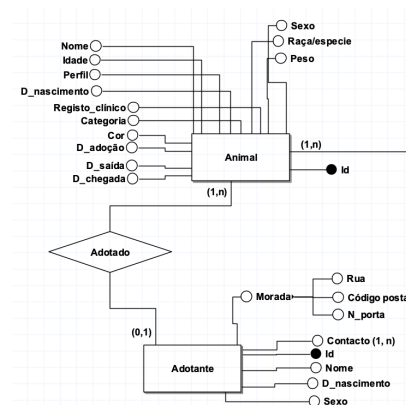 Sexo
Nome
Raça/especie
Idade
Peso
Perfil
D_nascimento
Registo_clínico
Categoria
Cor
D_adoção
Animal
(1,n)
D_saída
Id
D_chegada
(1,n)
Adotado
Rua
Morada
Código posta
N_porta
(0,1)
Contacto (1, n)
Id
Adotante
Nome
D_nascimento
Sexo